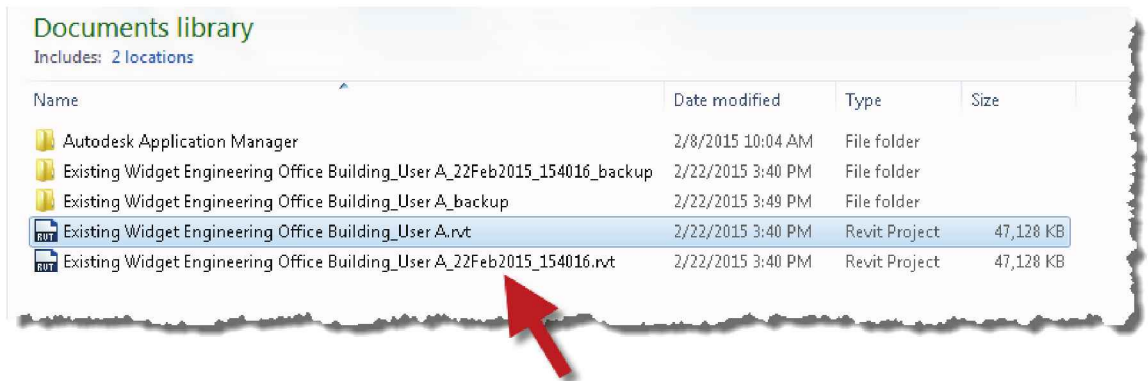 Documents library
Includes: 2 locations
Name Date modified Type Size
Autodesk Application Manager 2/8/2015 10:04 AM File folder
Existing Widget Engineering Office Building_User A_22Feb2015_154016_backup 2/22/2015 3:40 PM File folder
Existing Widget Engineering Office Building_User A_backup 2/22/2015 3:49 PM File folder
RVT Existing Widget Engineering Office Building_User A.rvt 2/22/2015 3:40 PM Revit Project 47,128 KB
RVT Existing Widget Engineering Office Building_User A_22Feb2015_154016.rvt 2/22/2015 3:40 PM Revit Project 47,128 KB